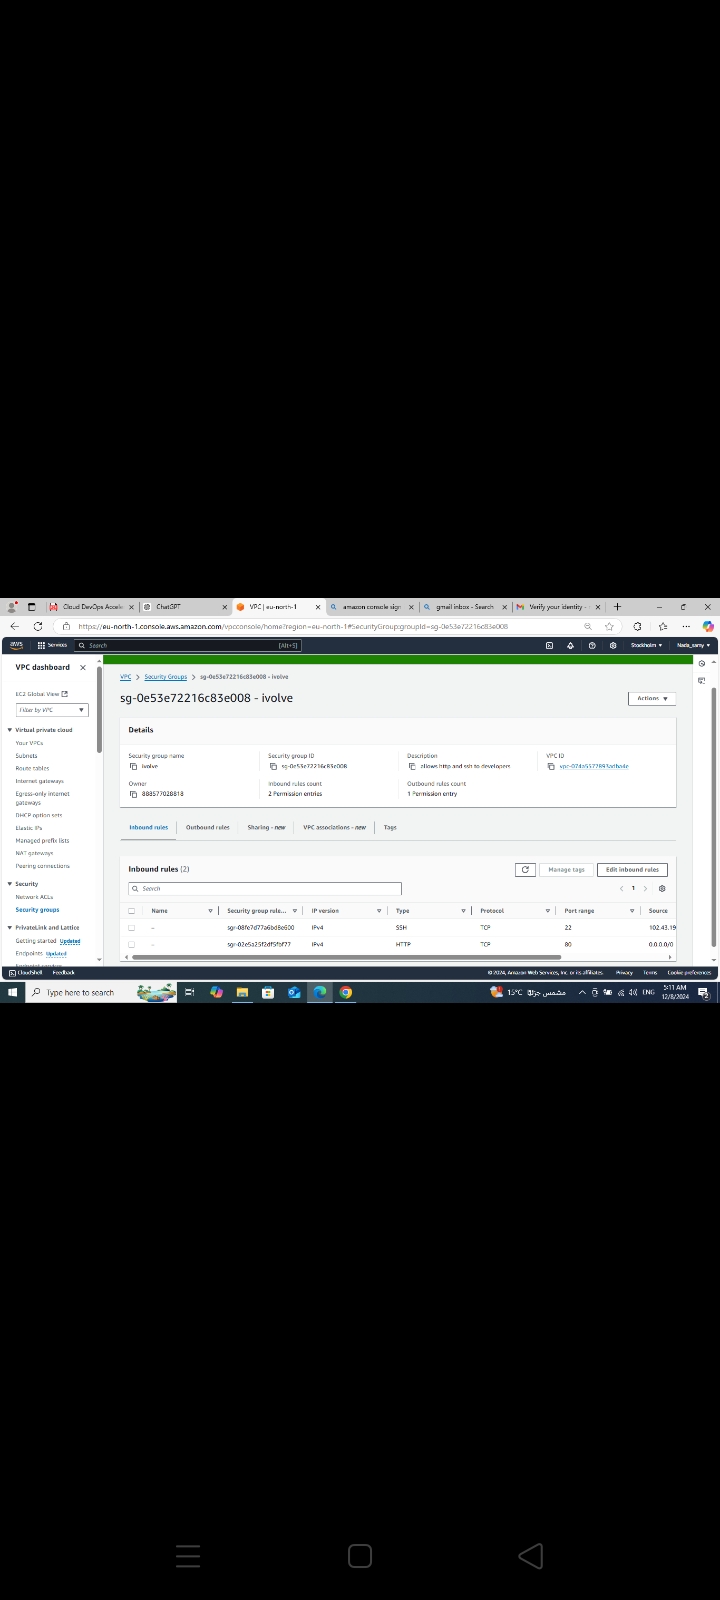 Cloud DevOps Accele
ChatGPT
VPC | eu-north-1
amazon console sign
gmail inbox - Search
Verify your identity -
https://eu-north-1.console.aws.amazon.com/vpcconsole/home?region=eu-north-1#SecurityGroup:groupId=sg-0e53e72216c83e008
aws
Services
Search
[Alt+S]
Stockholm
Nada_samy
VPC dashboard
EC2 Global View
Filter by VPC
Virtual private cloud
Your VPCs
Subnets
Route tables
Internet gateways
Egress-only internet
gateways
DHCP option sets
Elastic IPs
Managed prefix lists
NAT gateways
Peering connections
Security
Network ACLs
Security groups
PrivateLink and Lattice
Getting started Updated
Endpoints Updated
VPC > Security Groups > sg-0e53e72216c83e008 - ivolve
sg-0e53e72216c83e008 - ivolve
Actions
Details
Security group name
ivolve
Security group ID
sg-0e53e72216c83e008
Description
allows http and ssh to developers
VPC ID
Owner
888577028818
Inbound rules count
2 Permission entries
Outbound rules count
1 Permission entry
Inbound rules
Outbound rules
Sharing - new
VPC associations - new
Tags
Inbound rules (2)
Manage tags
Edit inbound rules
Search
1
Name Security group rule... IP version Type Protocol Port range Source
– sgr-08fe7d77a6bd8e600 IPv4 SSH TCP 22 102.43.19
– sgr-02e5a25f2df5fbf77 IPv4 HTTP TCP 80 0.0.0.0/0
CloudShell
Feedback
© 2024, Amazon Web Services, Inc. or its affiliates.
Privacy
Terms
Cookie preferences
Type here to search
15°C
مشمس جزئيًا
ENG
5:11 AM
12/8/2024
2